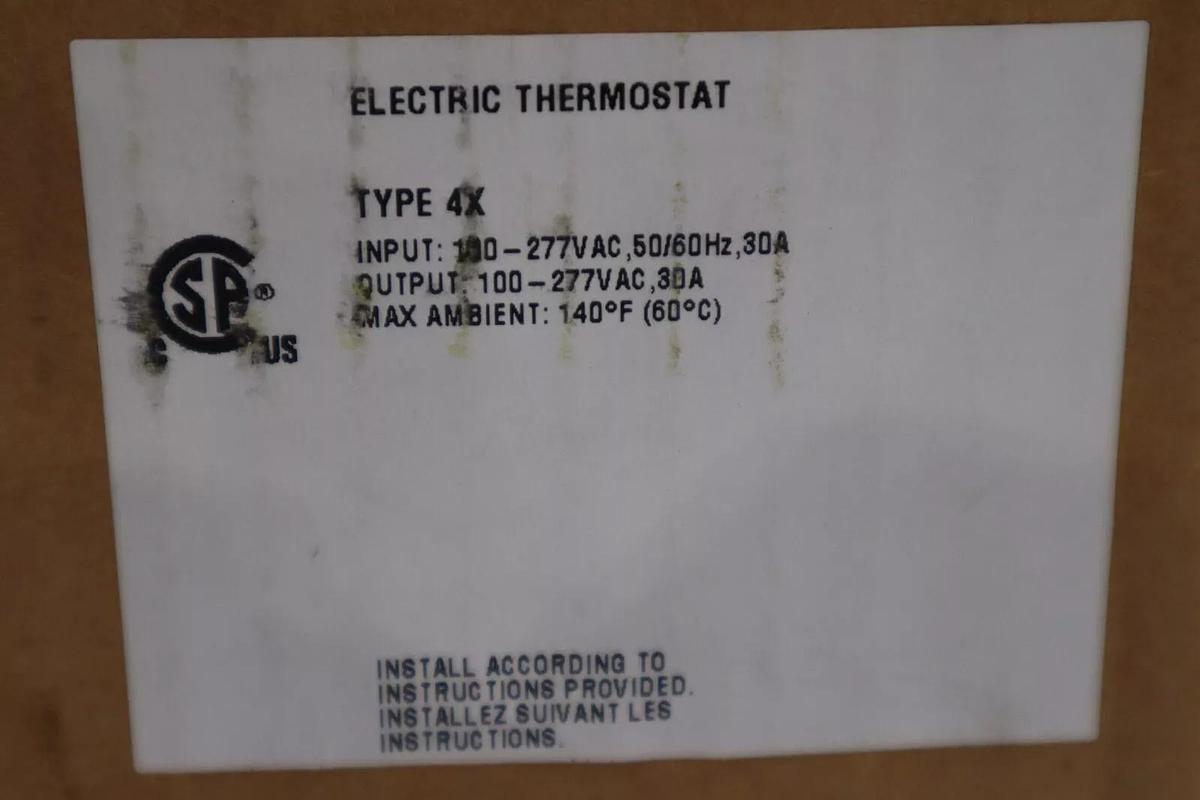 ELECTRIC THERMOSTAT
TYPE 4X
INPUT: 100-277VAC,50/60Hz,30A
OUTPUT: 100-277VAC,30A
MAX AMBIENT: 140°F (60°C)
SP®
C US
INSTALL ACCORDING TO
INSTRUCTIONS PROVIDED.
INSTALLEZ SUIVANT LES
INSTRUCTIONS.